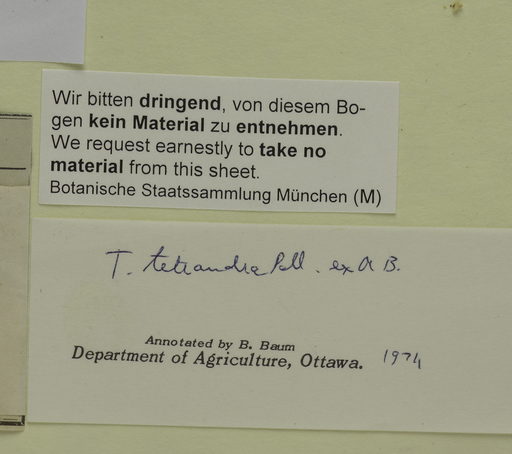 Wir bitten dringend, von diesem Bo-
gen kein Material zu entnehmen.
We request earnestly to take no
material from this sheet.
Botanische Staatssammlung München (M)
T. tetrandra Pall. ex M B.
Annotated by B. Baum
Department of Agriculture, Ottawa. 1974